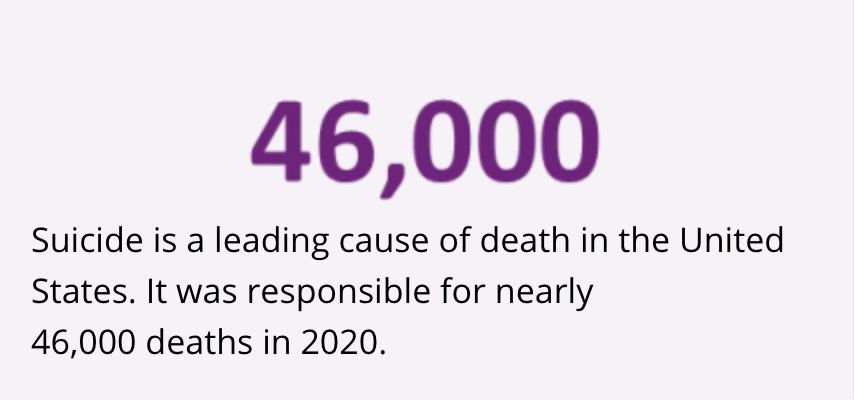 46,000
Suicide is a leading cause of death in the United
States. It was responsible for nearly
46,000 deaths in 2020.